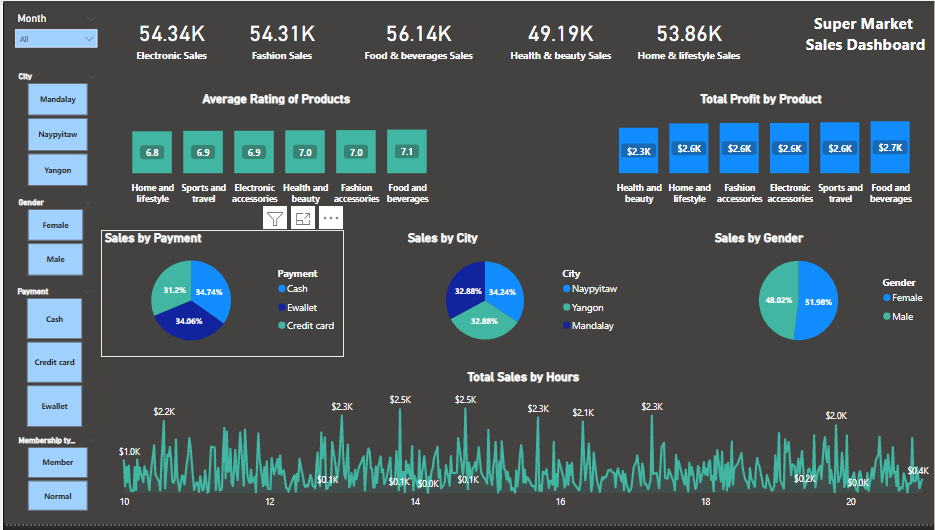 Month
All
54.34K
Electronic Sales
54.31K
Fashion Sales
56.14K
Food & beverages Sales
49.19K
Health & beauty Sales
53.86K
Home & lifestyle Sales
Super Market
Sales Dashboard
City
Mandalay
Naypyitaw
Yangon
Gender
Female
Male
Payment
Cash
Credit card
Ewallet
Membership ty...
Member
Normal
Average Rating of Products
6.8
6.9
6.9
7.0
7.0
7.1
Home and
lifestyle
Sports and
travel
Electronic
accessories
Health and
beauty
Fashion
accessories
Food and
beverages
Total Profit by Product
$2.3K
$2.6K
$2.6K
$2.6K
$2.6K
$2.7K
Health and
beauty
Home and
lifestyle
Fashion
accessories
Electronic
accessories
Sports and
travel
Food and
beverages
Sales by Payment
31.2%
34.74%
34.06%
Payment
Cash
Ewallet
Credit card
Sales by City
32.88%
34.24%
32.88%
City
Naypyitaw
Yangon
Mandalay
Sales by Gender
48.02%
51.98%
Gender
Female
Male
Total Sales by Hours
$1.0K
$2.2K
$0.1K
$2.3K
$0.1K
$2.5K
$0.0K
$2.5K
$0.1K
$2.3K
$2.1K
$2.3K
$0.2K
$2.0K
$0.0K
$0.4K
10
12
14
16
18
20